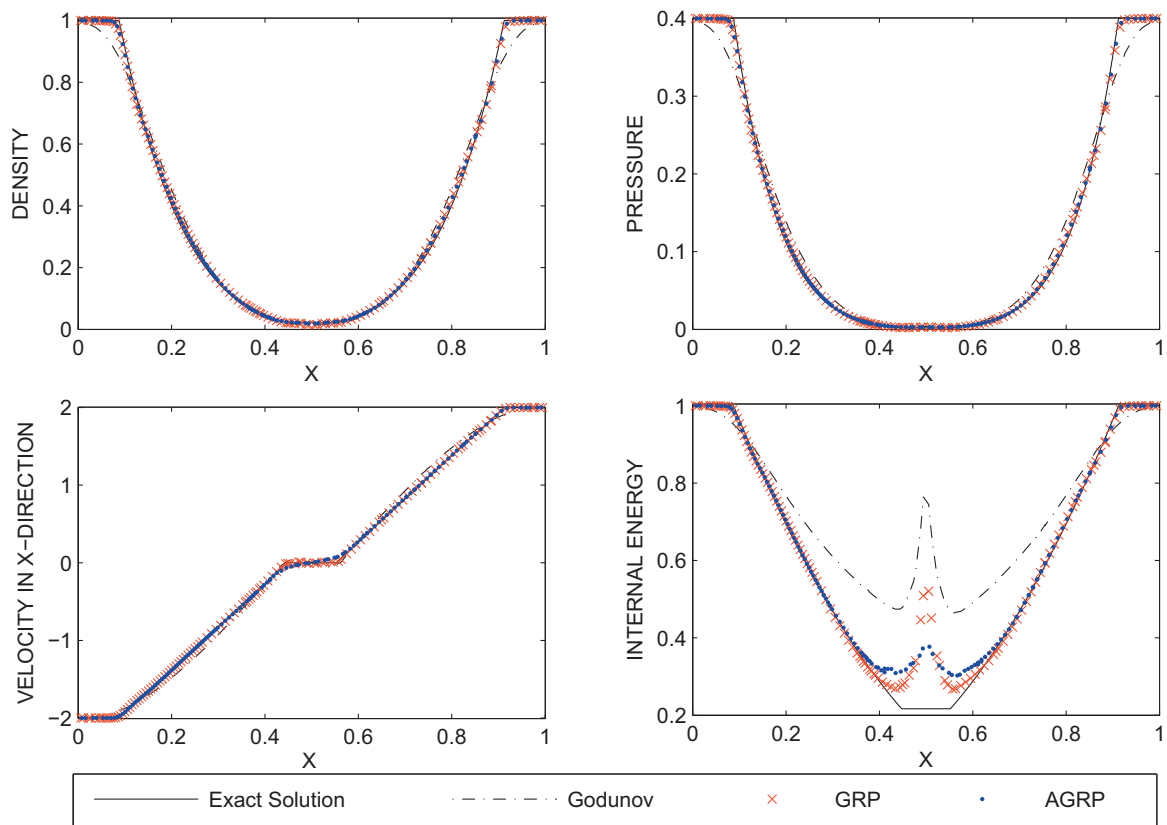 1
0.8
0.6
0.4
0.2
0
DENSITY
0 0.2 0.4 0.6 0.8 1
X
0.4
0.3
0.2
0.1
0
PRESSURE
0 0.2 0.4 0.6 0.8 1
X
2
1
0
−1
−2
VELOCITY IN X−DIRECTION
0 0.2 0.4 0.6 0.8 1
X
1
0.8
0.6
0.4
0.2
INTERNAL ENERGY
0 0.2 0.4 0.6 0.8 1
X
Exact Solution Godunov GRP AGRP